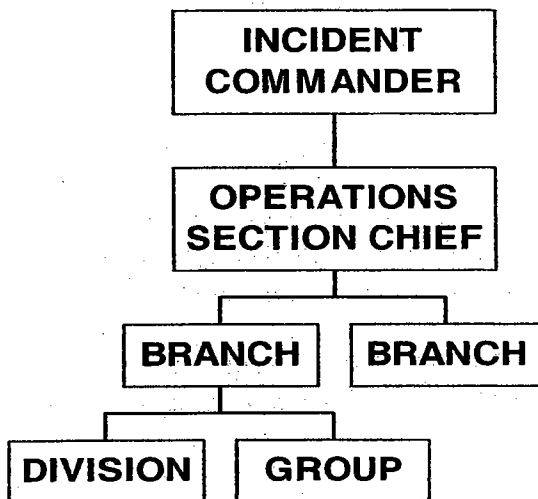 INCIDENT
COMMANDER
OPERATIONS
SECTION CHIEF
BRANCH
BRANCH
DIVISION
GROUP